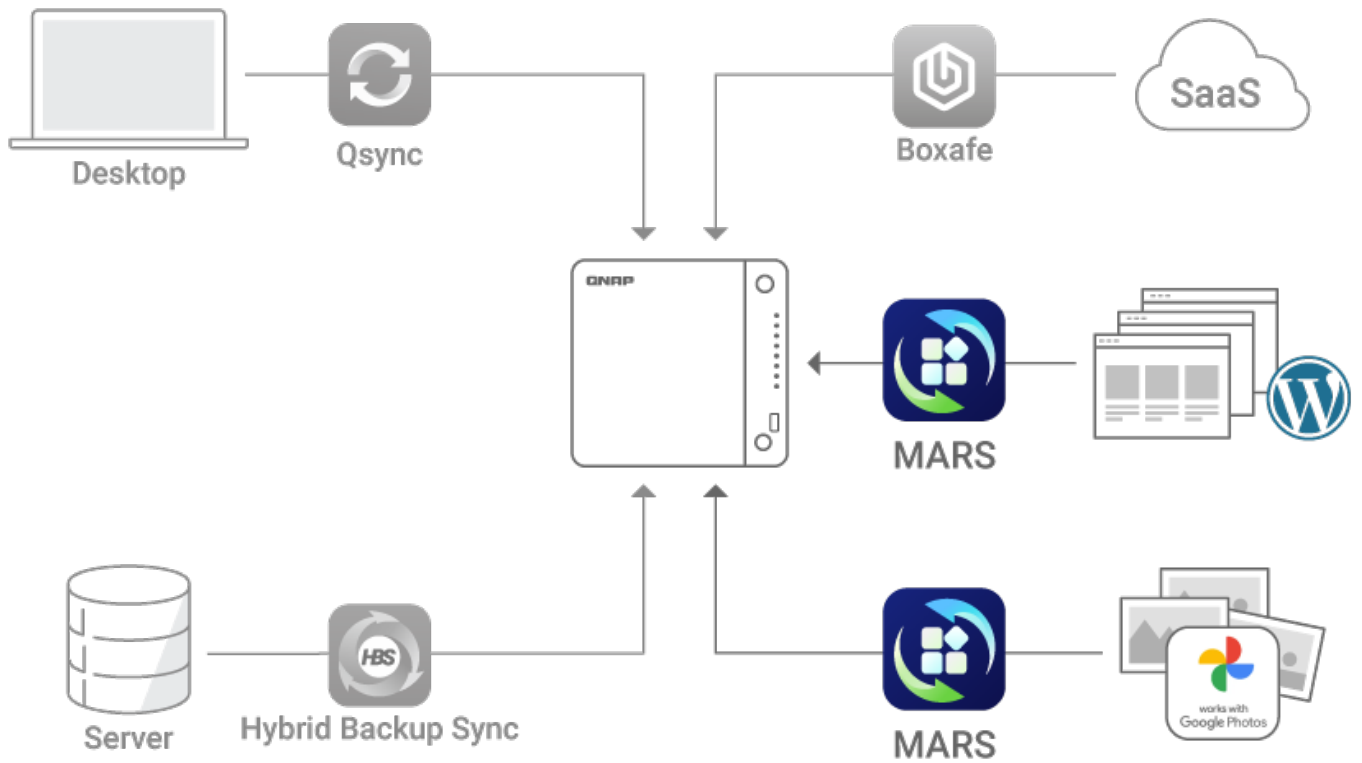 Desktop
Qsync
Boxafe
SaaS
QNAP
MARS
Server
HBS
Hybrid Backup Sync
MARS
works with
Google Photos